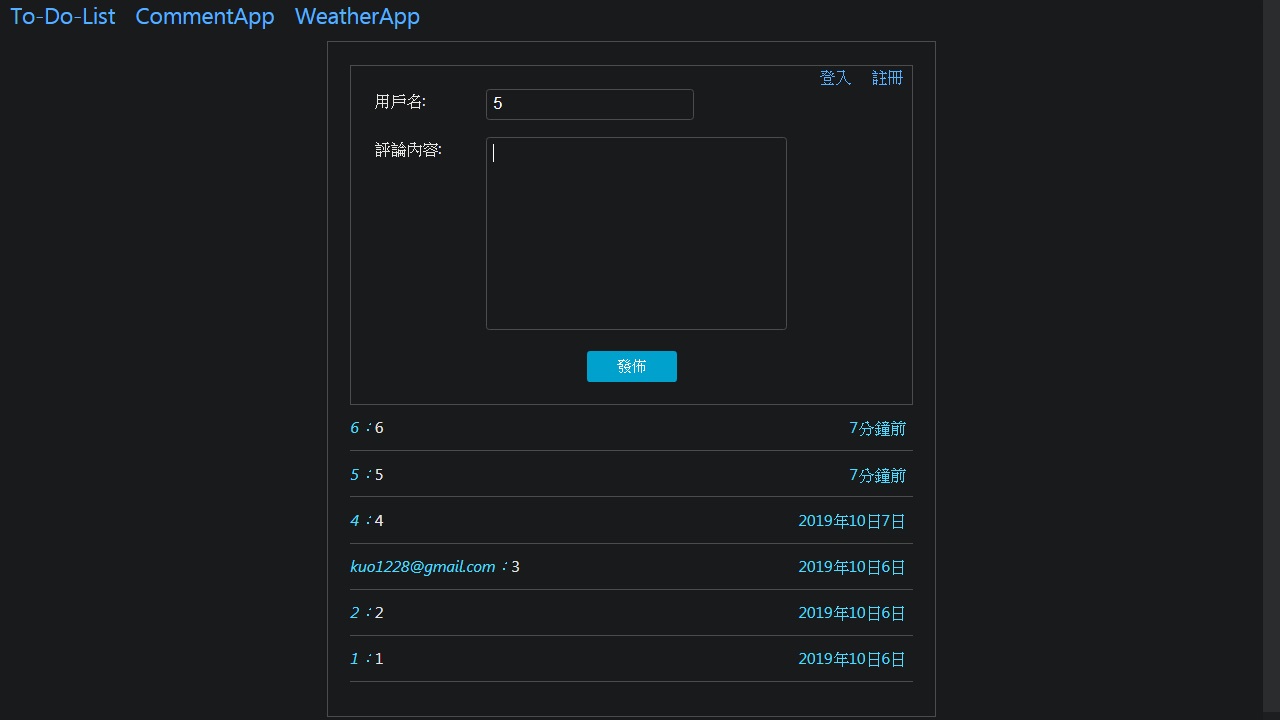 To-Do-List CommentApp WeatherApp
登入 註冊
用戶名: 5
評論內容:
發佈
6：6 7分鐘前
5：5 7分鐘前
4：4 2019年10日7日
kuo1228@gmail.com：3 2019年10日6日
2：2 2019年10日6日
1：1 2019年10日6日